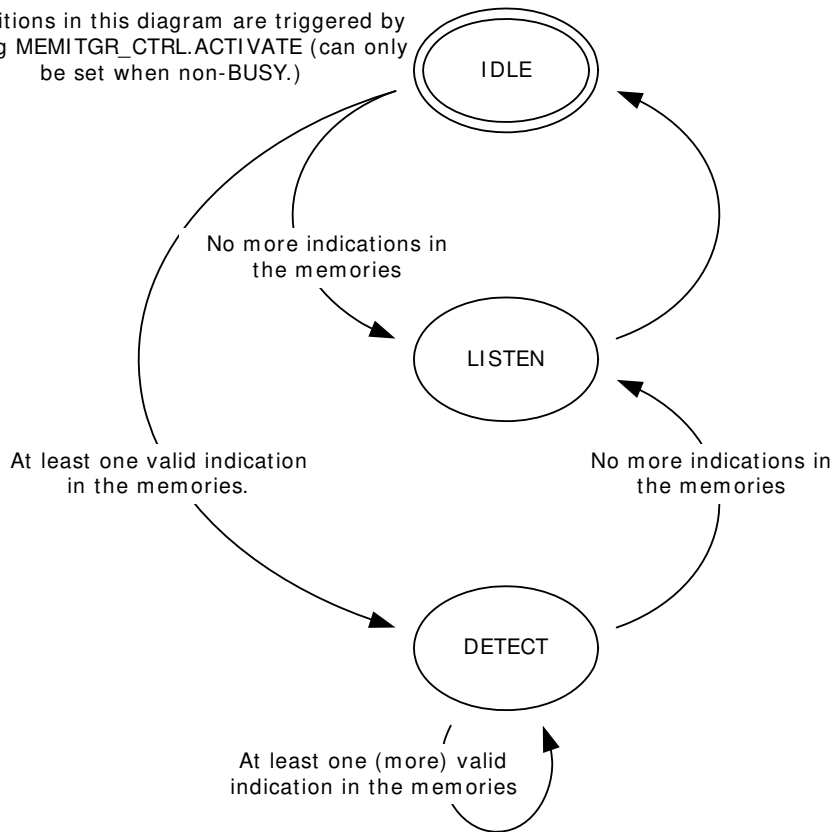 in this diagram are triggered by
MEMITGR_CTRL.ACTIVATE (can only
be set when non-BUSY.)
IDLE
No more indications in
the memories
LISTEN
At least one valid indication
in the memories.
No more indications in
the memories
DETECT
At least one (more) valid
indication in the memories